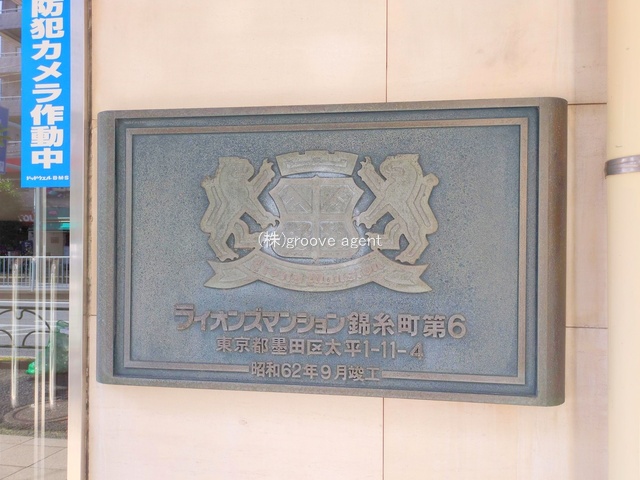 防犯カメラ作動中
(株)groove agent
ライオンズマンション錦糸町第6
東京都墨田区太平1-11-4
昭和62年9月竣工